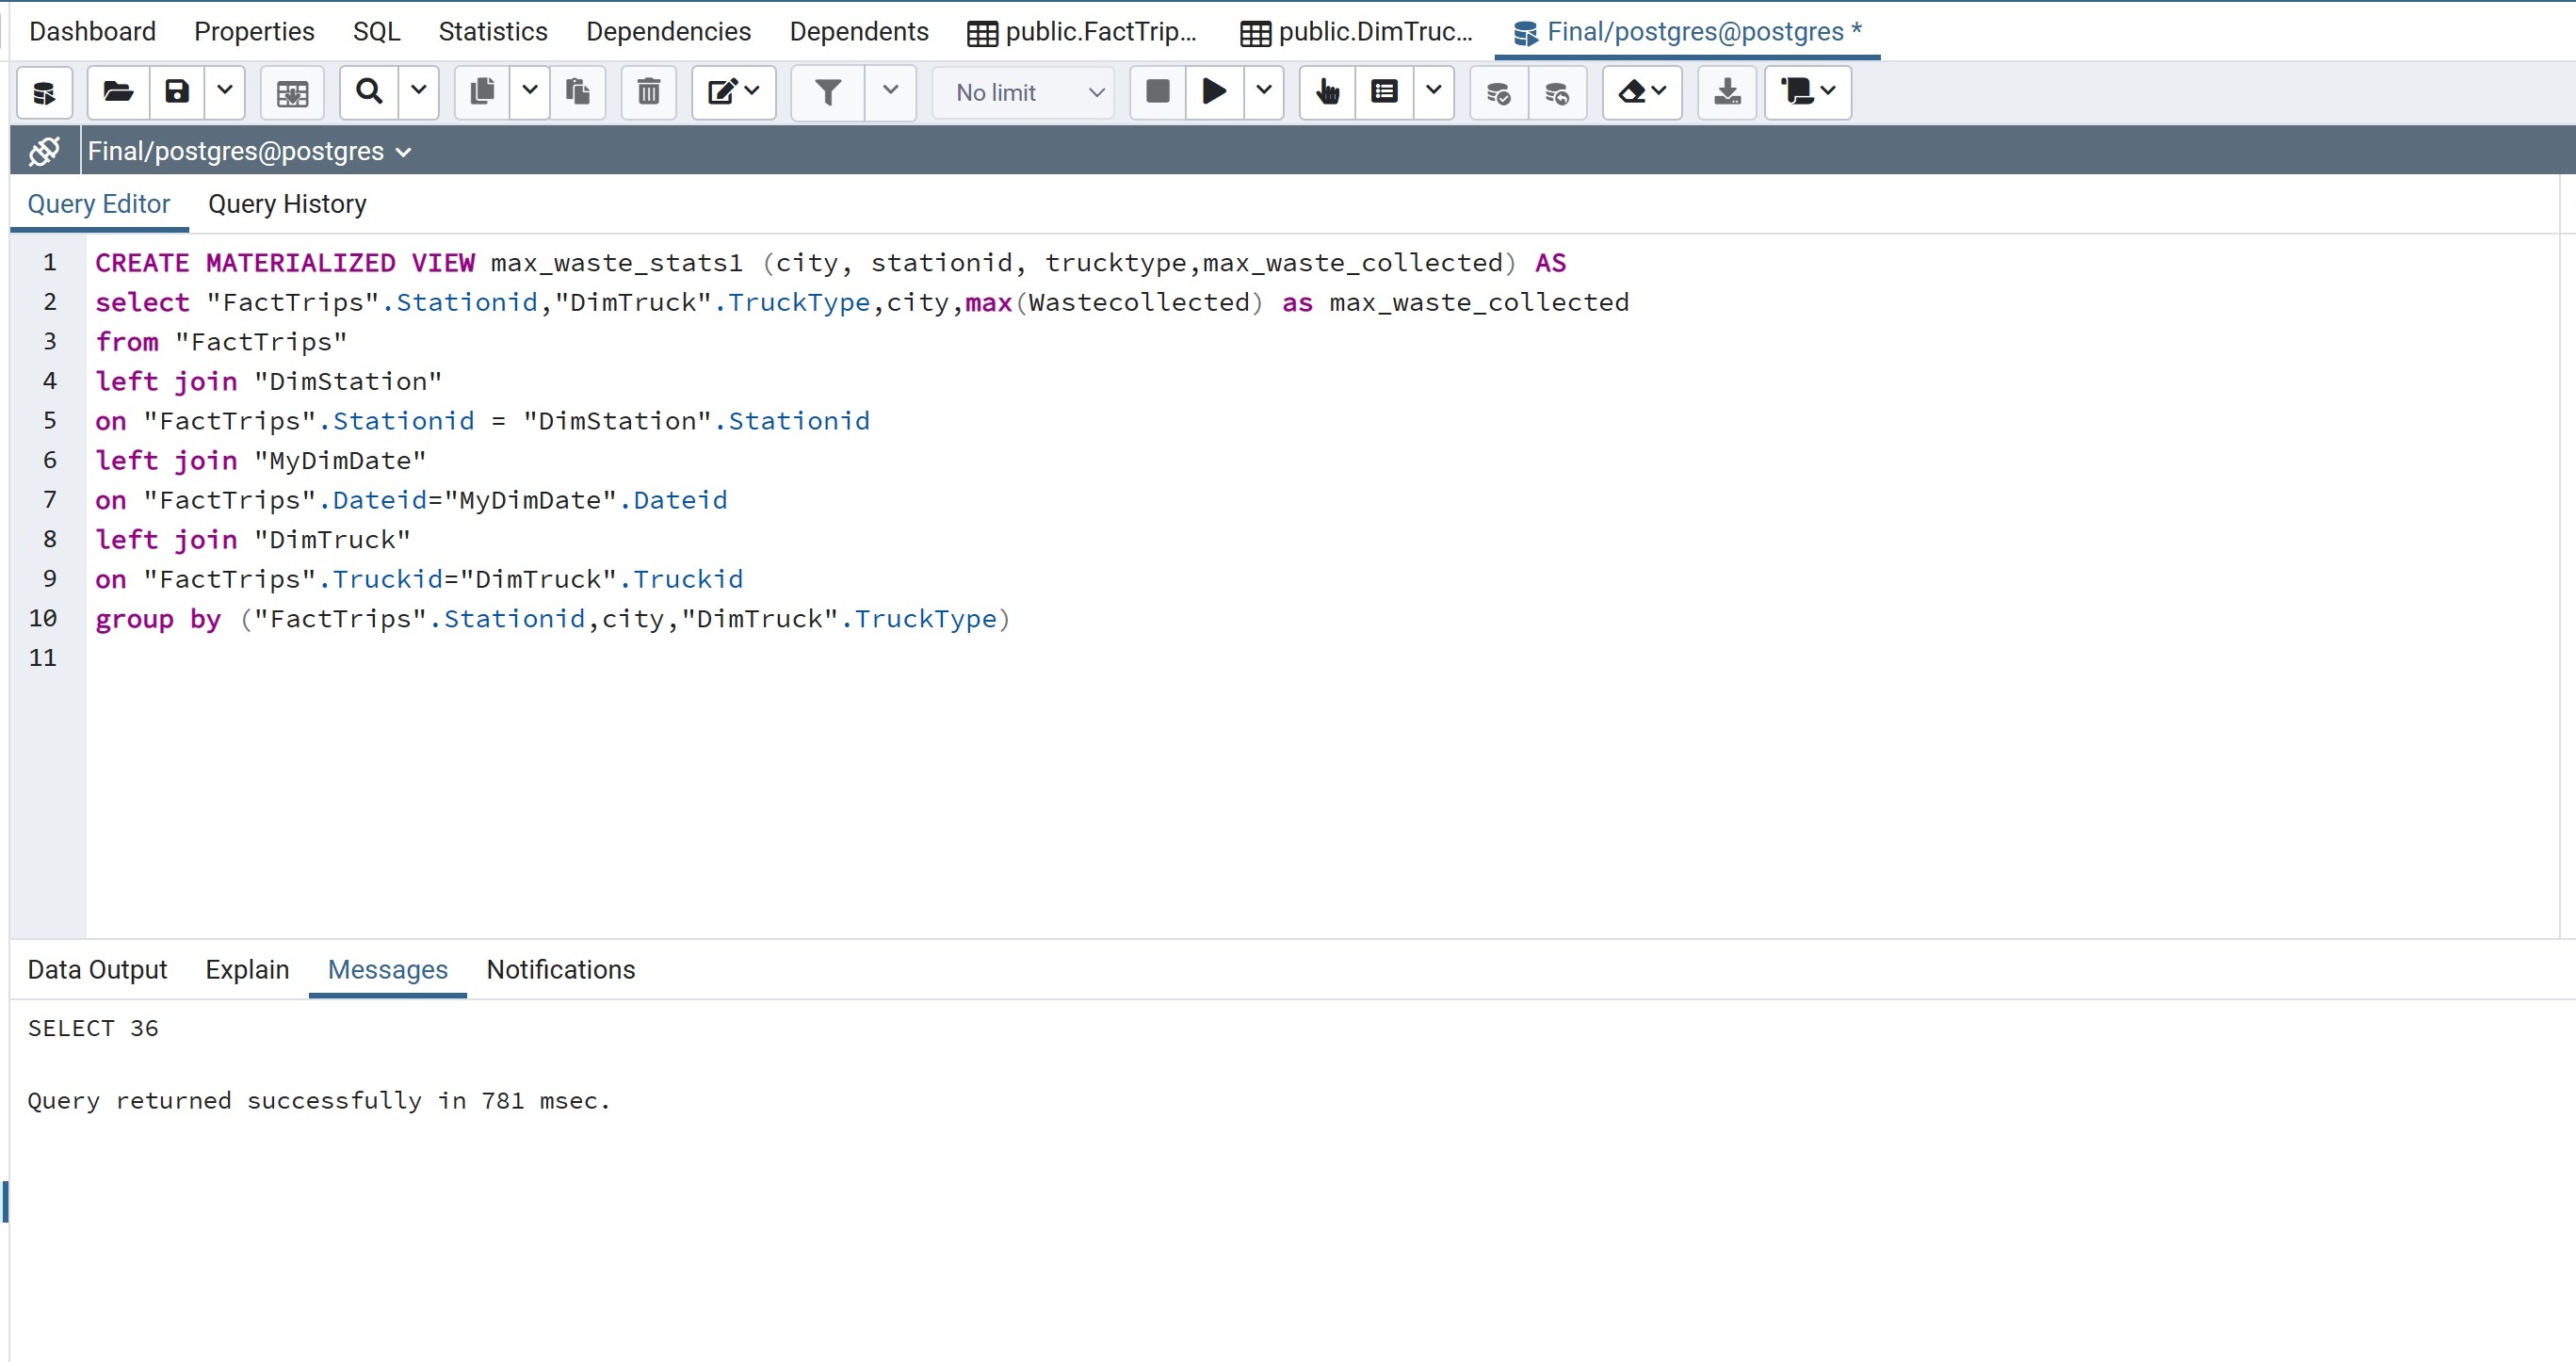 Dashboard Properties SQL Statistics Dependencies Dependents public.FactTrip... public.DimTruc... Final/postgres@postgres *
No limit
Final/postgres@postgres
Query Editor Query History
1 CREATE MATERIALIZED VIEW max_waste_stats1 (city, stationid, trucktype,max_waste_collected) AS
2 select "FactTrips".Stationid,"DimTruck".TruckType,city,max(Wastecollected) as max_waste_collected
3 from "FactTrips"
4 left join "DimStation"
5 on "FactTrips".Stationid = "DimStation".Stationid
6 left join "MyDimDate"
7 on "FactTrips".Dateid="MyDimDate".Dateid
8 left join "DimTruck"
9 on "FactTrips".Truckid="DimTruck".Truckid
10 group by ("FactTrips".Stationid,city,"DimTruck".TruckType)
11
Data Output Explain Messages Notifications
SELECT 36
Query returned successfully in 781 msec.